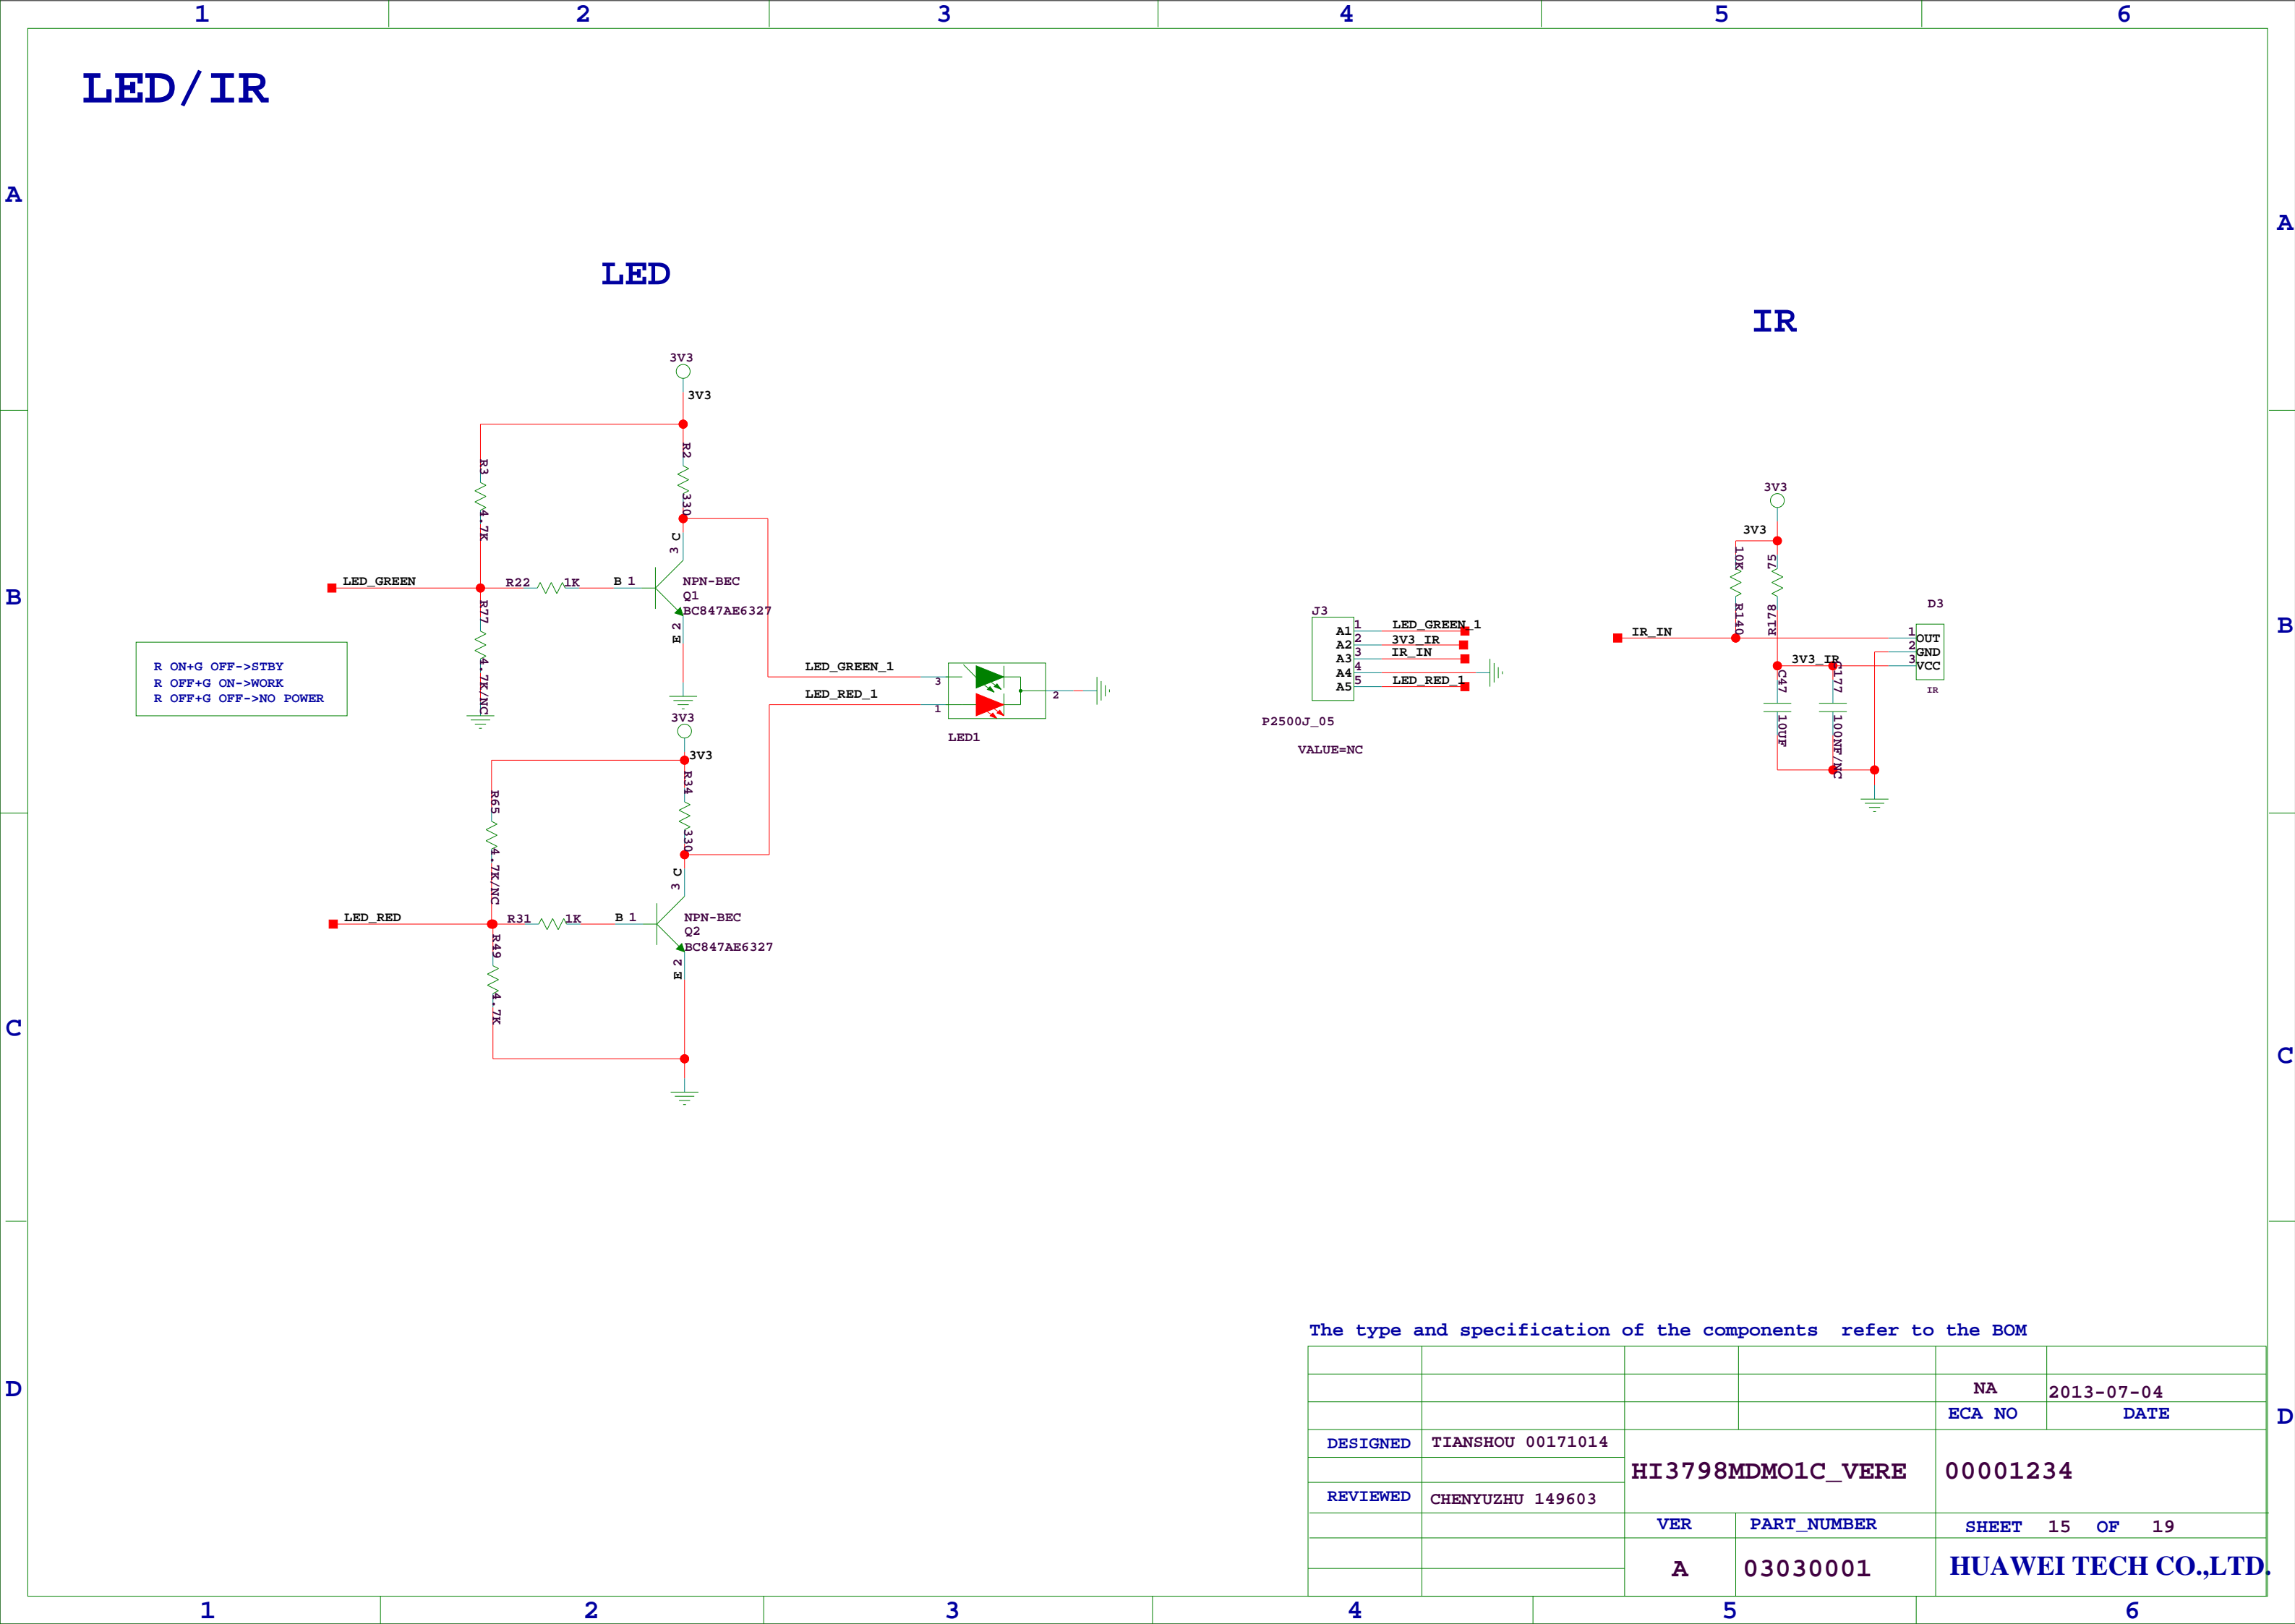 1 2 3 4 5 6
LED/IR
A
A
LED
IR
3V3
3V3
R2
330
R3
4.7K
3 C
LED_GREEN
R22 1K
B 1
NPN-BEC
Q1
BC847AE6327
E 2
R77
4.7K/NC
B
B
R ON+G OFF->STBY
R OFF+G ON->WORK
R OFF+G OFF->NO POWER
LED_GREEN_1
3
LED_RED_1
1
2
LED1
3V3
3V3
R34
330
R65
4.7K/NC
3 C
LED_RED
R31 1K
B 1
NPN-BEC
Q2
BC847AE6327
E 2
R49
4.7K
J3
A1 1 LED_GREEN_1
A2 2 3V3_IR
A3 3 IR_IN
A4 4
A5 5 LED_RED_1
P2500J_05
VALUE=NC
3V3
3V3
10K
75
R140
R178
D3
IR_IN
1 OUT
2 GND
3 VCC
3V3_IR
IR
C47
10UF
C177
100NF/NC
C
C
D
D
The type and specification of the components  refer to the BOM
NA 2013-07-04
ECA NO DATE
DESIGNED TIANSHOU 00171014
HI3798MDMO1C_VERE 00001234
REVIEWED CHENYUZHU 149603
VER PART_NUMBER SHEET 15 OF 19
A 03030001 HUAWEI TECH CO.,LTD.
1 2 3 4 5 6